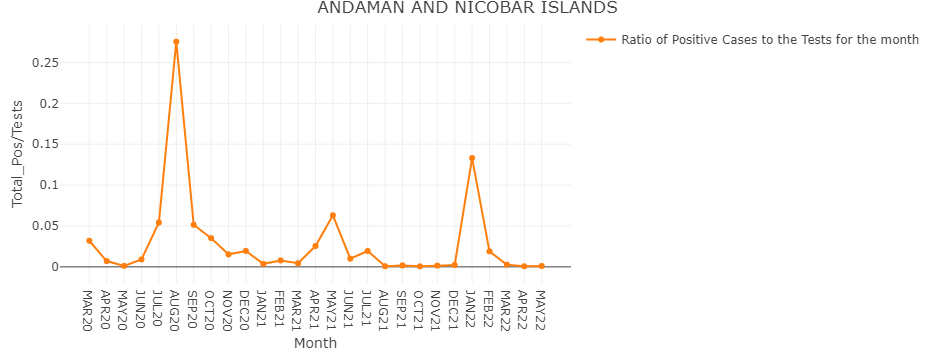 ANDAMAN AND NICOBAR ISLANDS
Ratio of Positive Cases to the Tests for the month
Total_Pos/Tests
0.25
0.2
0.15
0.1
0.05
0
MAR20
APR20
MAY20
JUN20
JUL20
AUG20
SEP20
OCT20
NOV20
DEC20
JAN21
FEB21
MAR21
APR21
MAY21
JUN21
JUL21
AUG21
SEP21
OCT21
NOV21
DEC21
JAN22
FEB22
MAR22
APR22
MAY22
Month